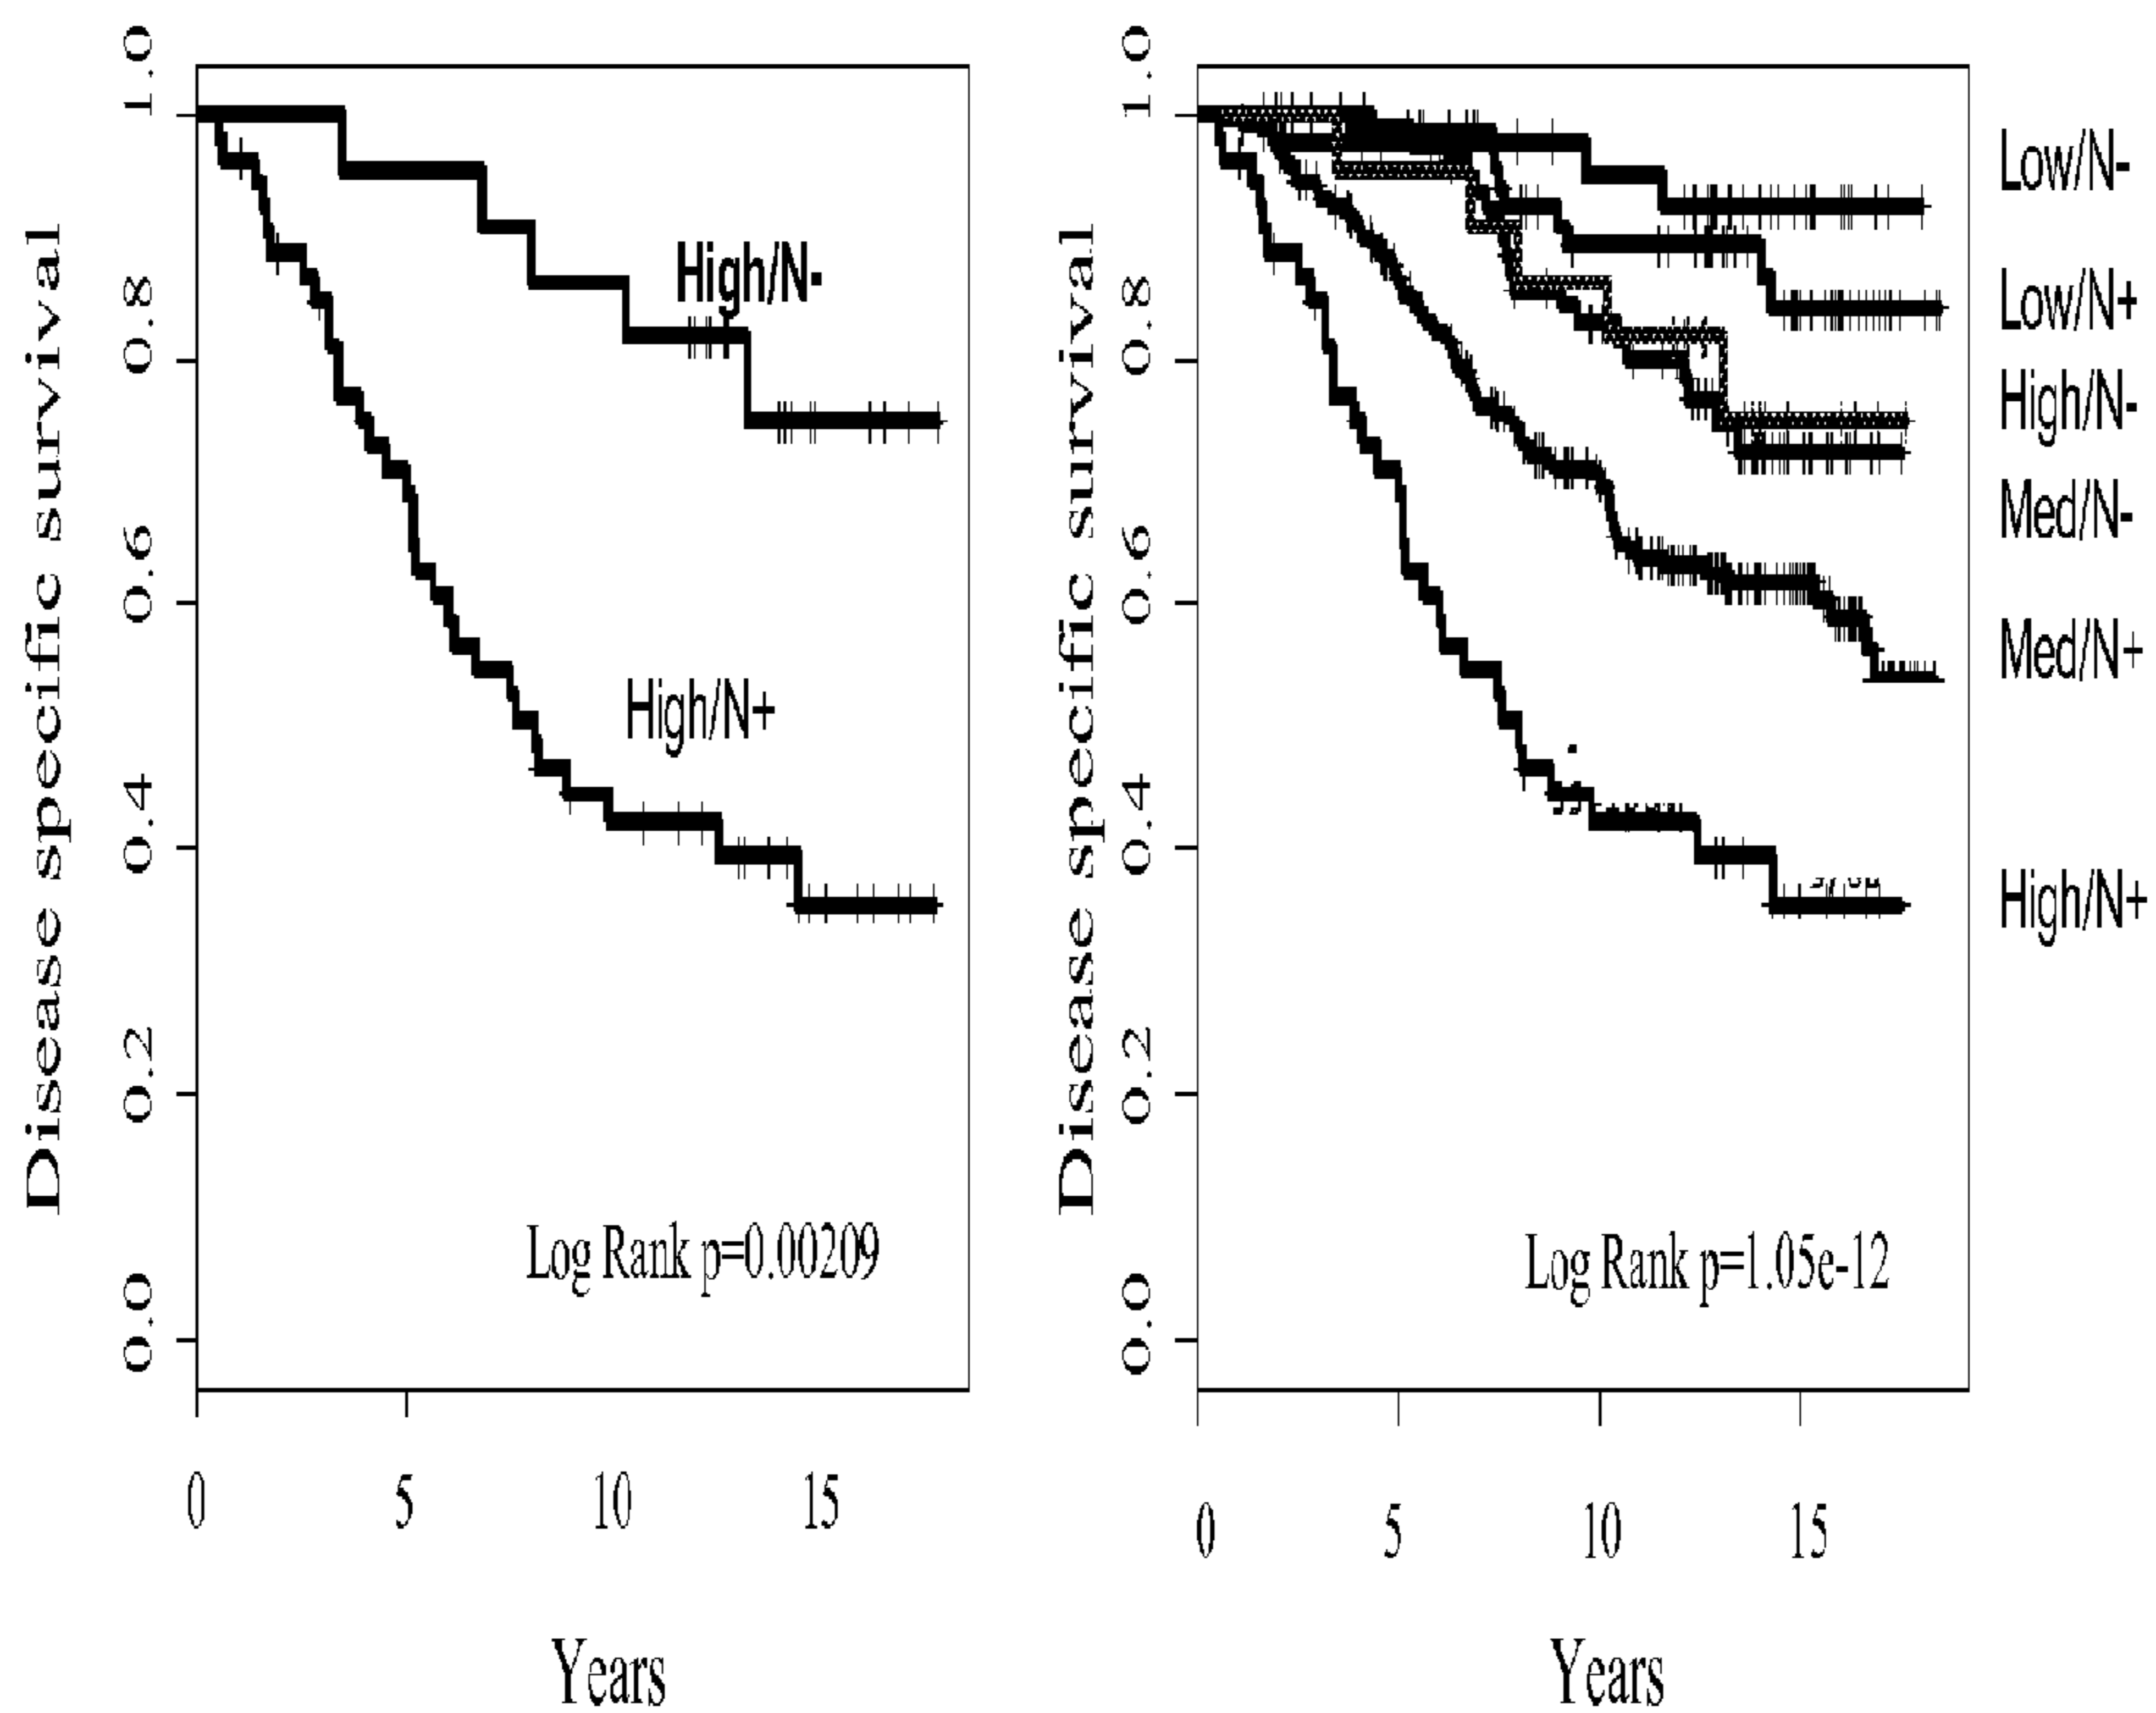 Disease specific survival
1.0
0.8
0.6
0.4
0.2
0.0
High/N-
High/N+
Log Rank p=0.00209
0 5 10 15
Years
Disease specific survival
1.0
0.8
0.6
0.4
0.2
0.0
Low/N-
Low/N+
High/N-
Med/N-
Med/N+
High/N+
Log Rank p=1.05e-12
0 5 10 15
Years